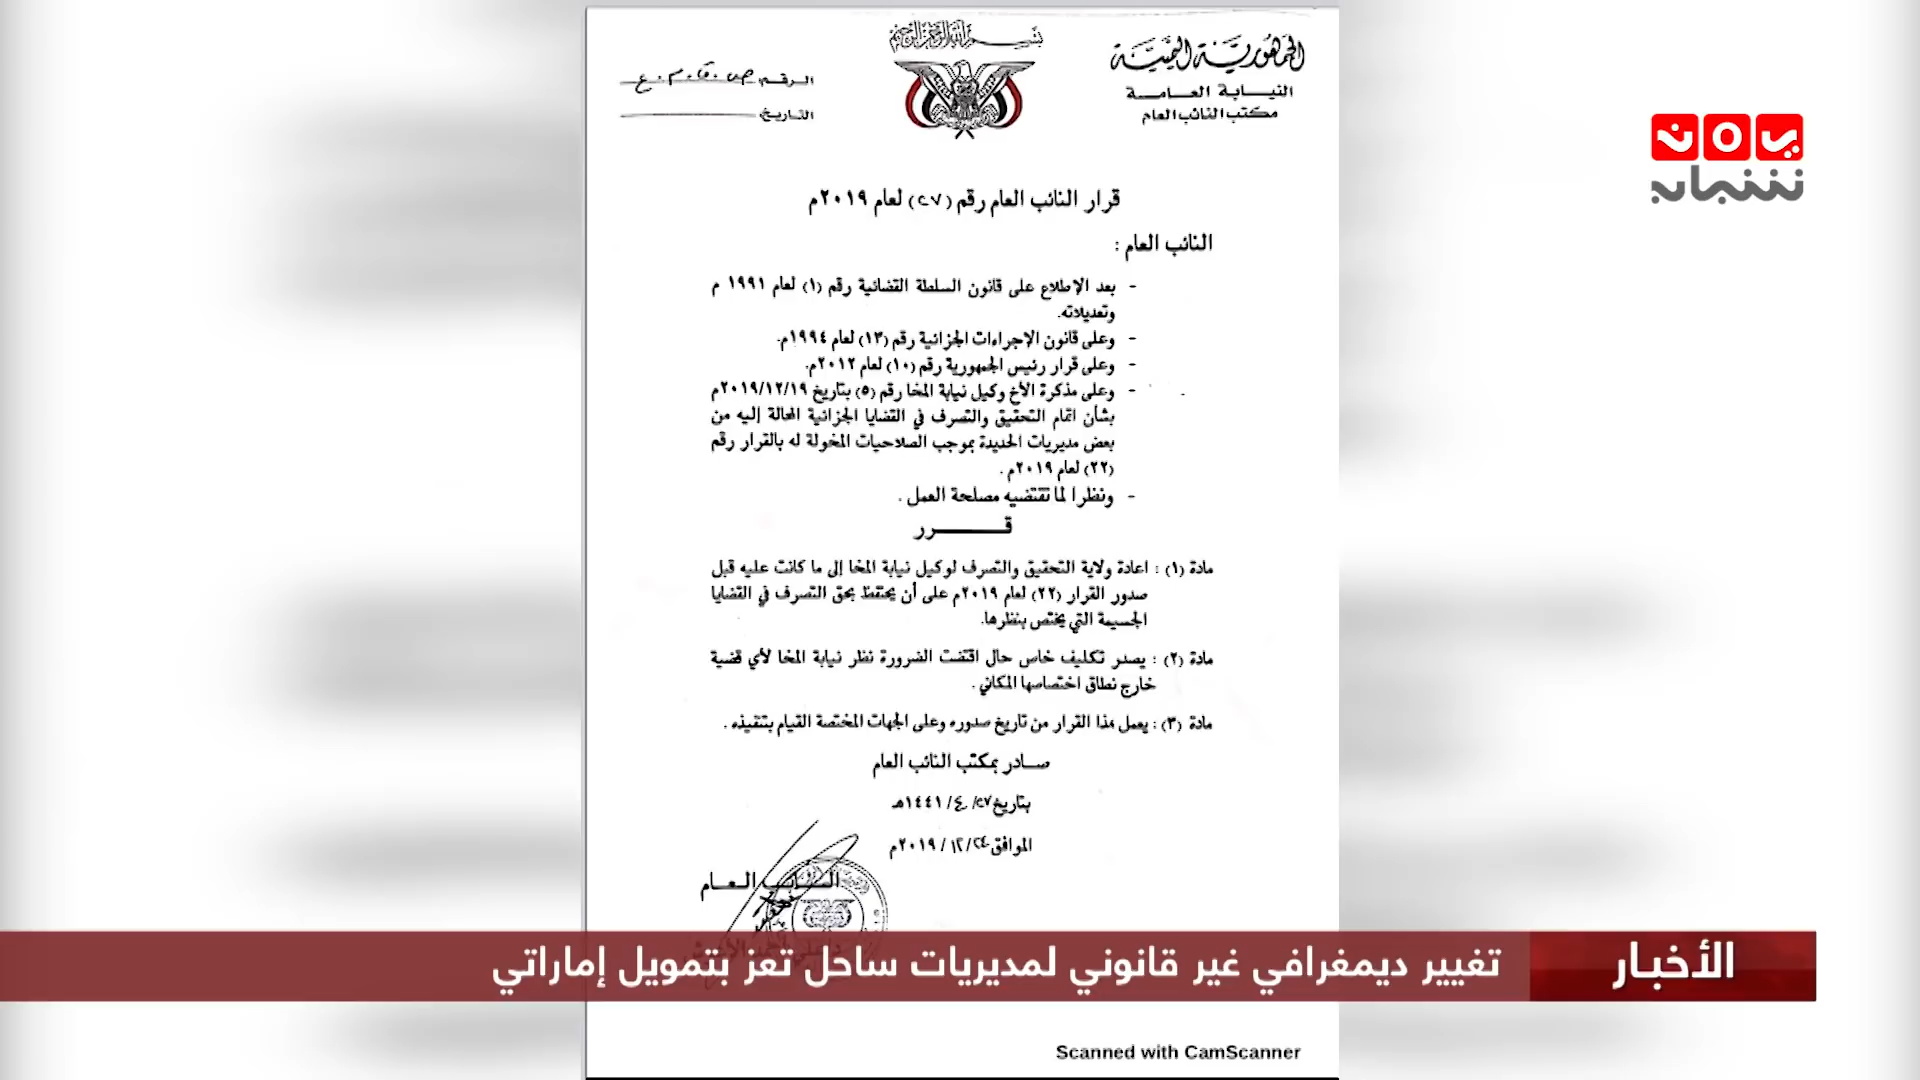 بسم الله الرحمن الرحيم
الجمهورية اليمنية
النيابة العامة
مكتب النائب العام
الرقم:
التاريخ:
يمن
شباب
قرار النائب العام رقم (٢٧) لعام ٢٠١٩م
النائب العام :
- بعد الإطلاع على قانون السلطة القضائية رقم (١) لعام ١٩٩١ م
وتعديلاته.
- وعلى قانون الإجراءات الجزائية رقم (١٣) لعام ١٩٩٤م.
- وعلى قرار رئيس الجمهورية رقم (١٠) لعام ٢٠١٢م.
- وعلى مذكرة الأخ وكيل نيابة المخا رقم (٥) بتاريخ ٢٠١٩/١٢/١٩م
بشأن اتمام التحقيق والتصرف في القضايا الجزائية المحالة إليه من
بعض مديريات الحديدة بموجب الصلاحيات المخولة له بالقرار رقم
(٢٢) لعام ٢٠١٩م .
- ونظرا لما تقتضيه مصلحة العمل .
قـــــــرر
مادة (١) : اعادة ولاية التحقيق والتصرف لوكيل نيابة المخا إلى ما كانت عليه قبل
صدور القرار (٢٢) لعام ٢٠١٩م على أن يحتفظ بحق التصرف في القضايا
الجسيمة التي يختص بنظرها.
مادة (٢) : يصدر تكليف خاص حال اقتضت الضرورة نظر نيابة المخا لأي قضية
خارج نطاق اختصاصها المكاني .
مادة (٣) : يعمل بهذا القرار من تاريخ صدوره وعلى الجهات المختصة القيام بتنفيذه .
صـادر بمكتب النائب العام
بتاريخ ٢٧/ ٤/ ١٤٤١هـ
الموافق ٢٤/ ١٢/ ٢٠١٩م
النـائب العـام
الأخبار
تغيير ديمغرافي غير قانوني لمديريات ساحل تعز بتمويل إماراتي
Scanned with CamScanner